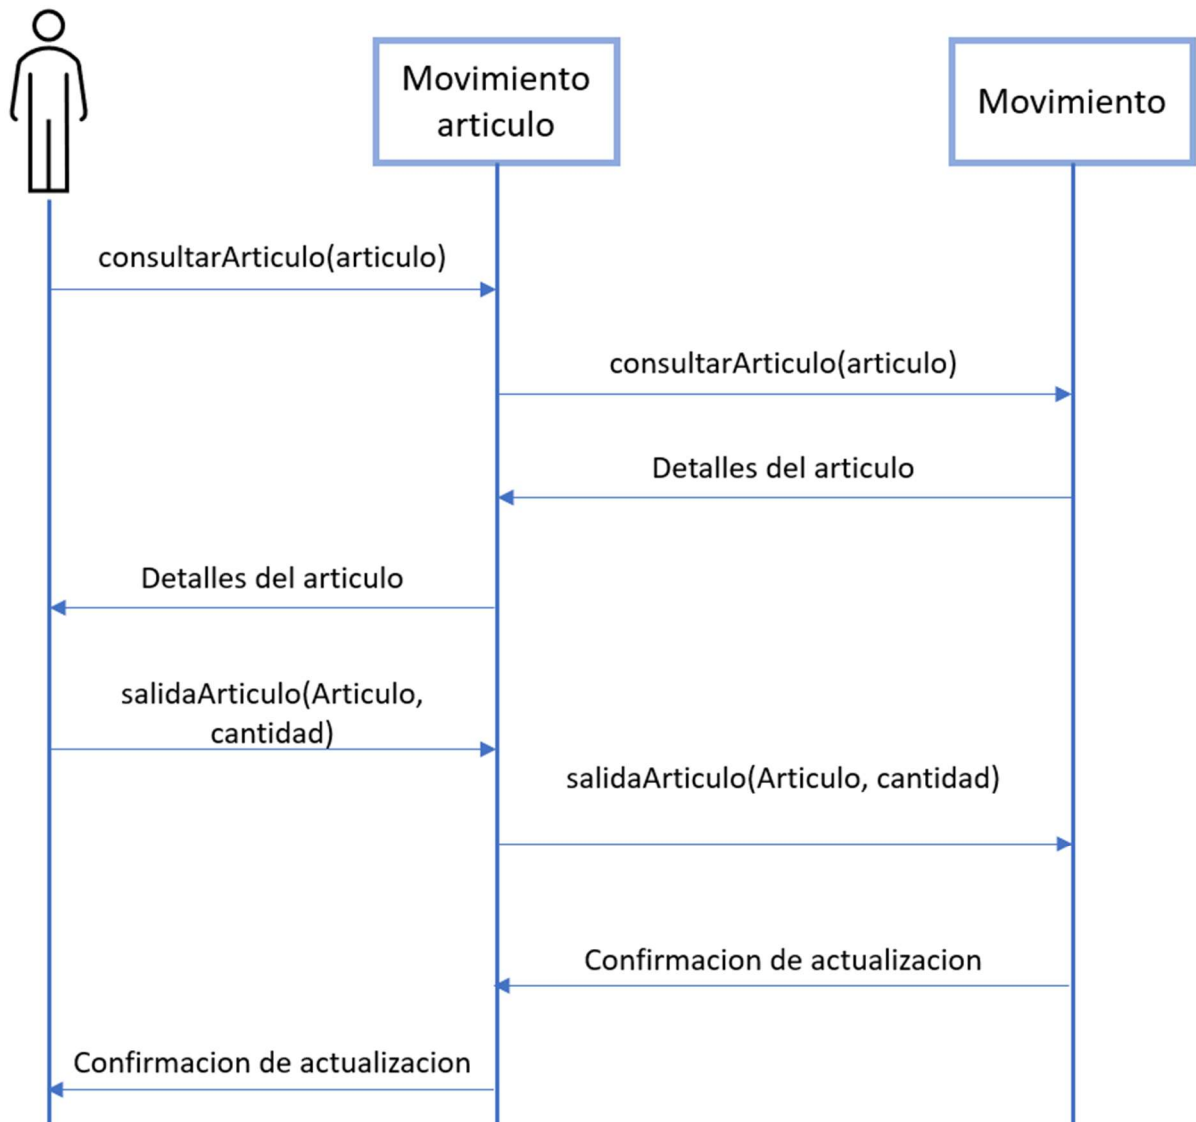 Movimiento
articulo
Movimiento
consultarArticulo(articulo)
consultarArticulo(articulo)
Detalles del articulo
Detalles del articulo
salidaArticulo(Articulo,
cantidad)
salidaArticulo(Articulo, cantidad)
Confirmacion de actualizacion
Confirmacion de actualizacion